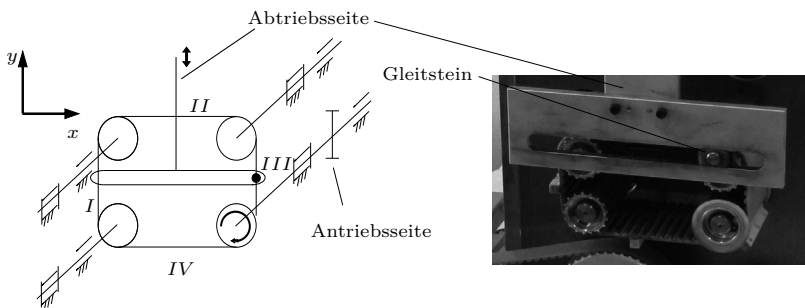 Abtriebsseite
y
Gleitstein
II
x
III
I
Antriebsseite
IV